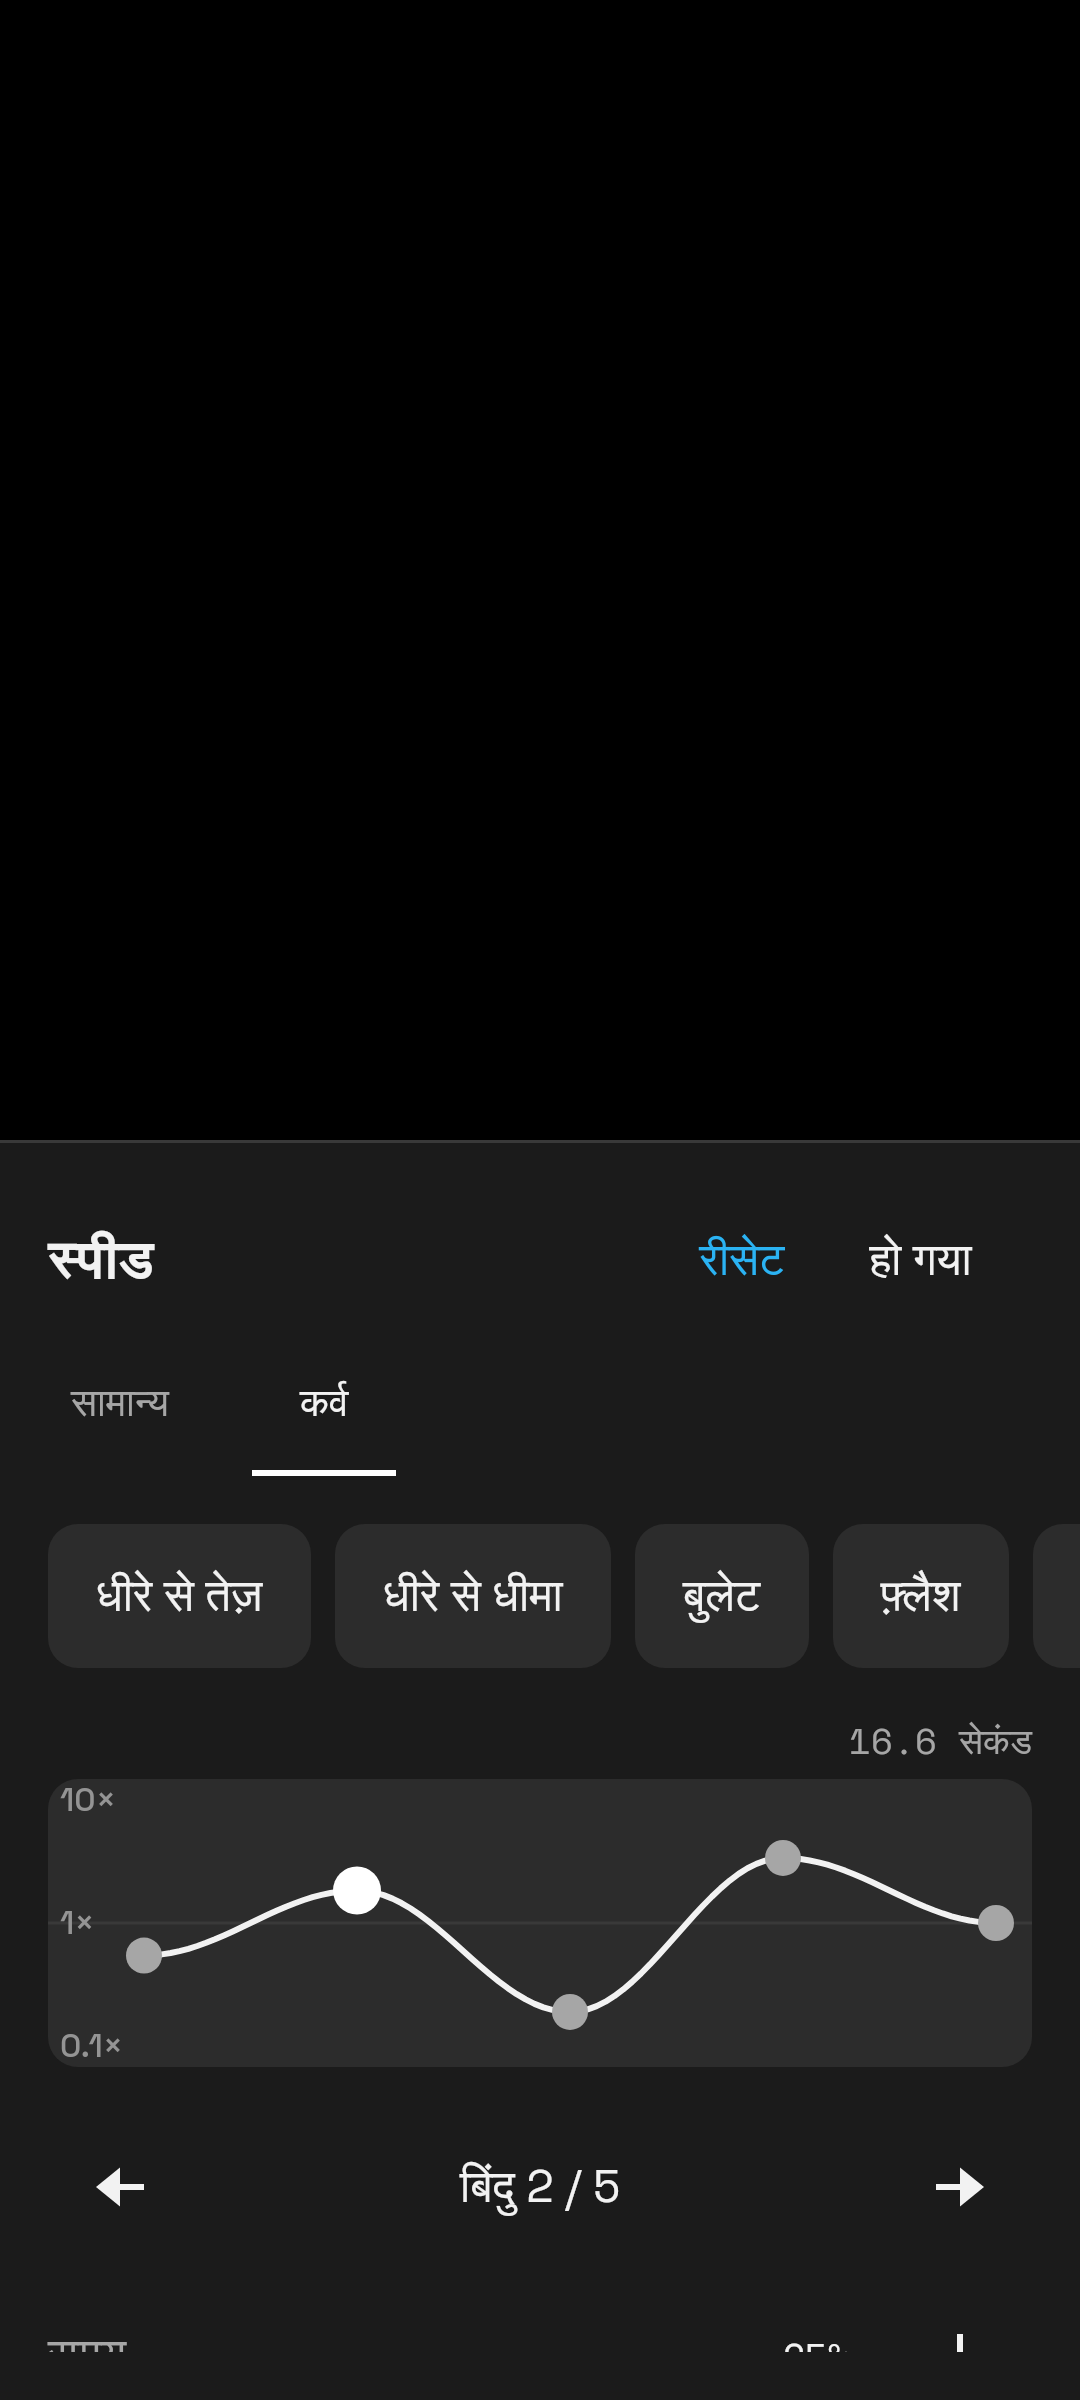 स्पीड
रीसेट
हो गया
सामान्य
कर्व
धीरे से तेज़
धीरे से धीमा
बुलेट
फ़्लैश
16.6 सेकंड
10×
1×
0.1×
बिंदु 2 / 5